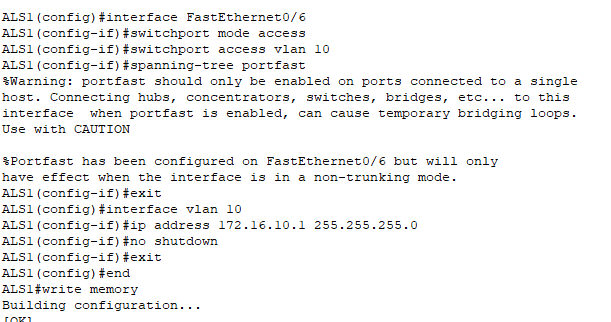 ALS1(config)#interface FastEthernet0/6
ALS1(config-if)#switchport mode access
ALS1(config-if)#switchport access vlan 10
ALS1(config-if)#spanning-tree portfast
%Warning: portfast should only be enabled on ports connected to a single
host. Connecting hubs, concentrators, switches, bridges, etc... to this
interface  when portfast is enabled, can cause temporary bridging loops.
Use with CAUTION

%Portfast has been configured on FastEthernet0/6 but will only
have effect when the interface is in a non-trunking mode.
ALS1(config-if)#exit
ALS1(config)#interface vlan 10
ALS1(config-if)#ip address 172.16.10.1 255.255.255.0
ALS1(config-if)#no shutdown
ALS1(config-if)#exit
ALS1(config)#end
ALS1#write memory
Building configuration...
[OK]